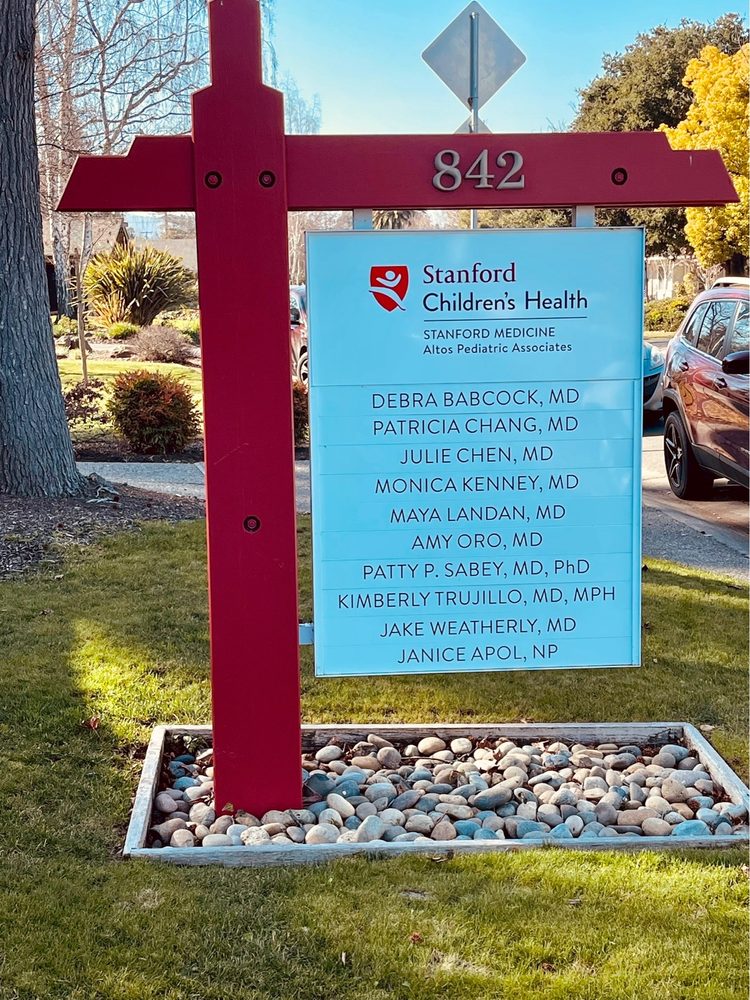 842
Stanford
Children's Health
STANFORD MEDICINE
Altos Pediatric Associates
DEBRA BABCOCK, MD
PATRICIA CHANG, MD
JULIE CHEN, MD
MONICA KENNEY, MD
MAYA LANDAN, MD
AMY ORO, MD
PATTY P. SABEY, MD, PhD
KIMBERLY TRUJILLO, MD, MPH
JAKE WEATHERLY, MD
JANICE APOL, NP